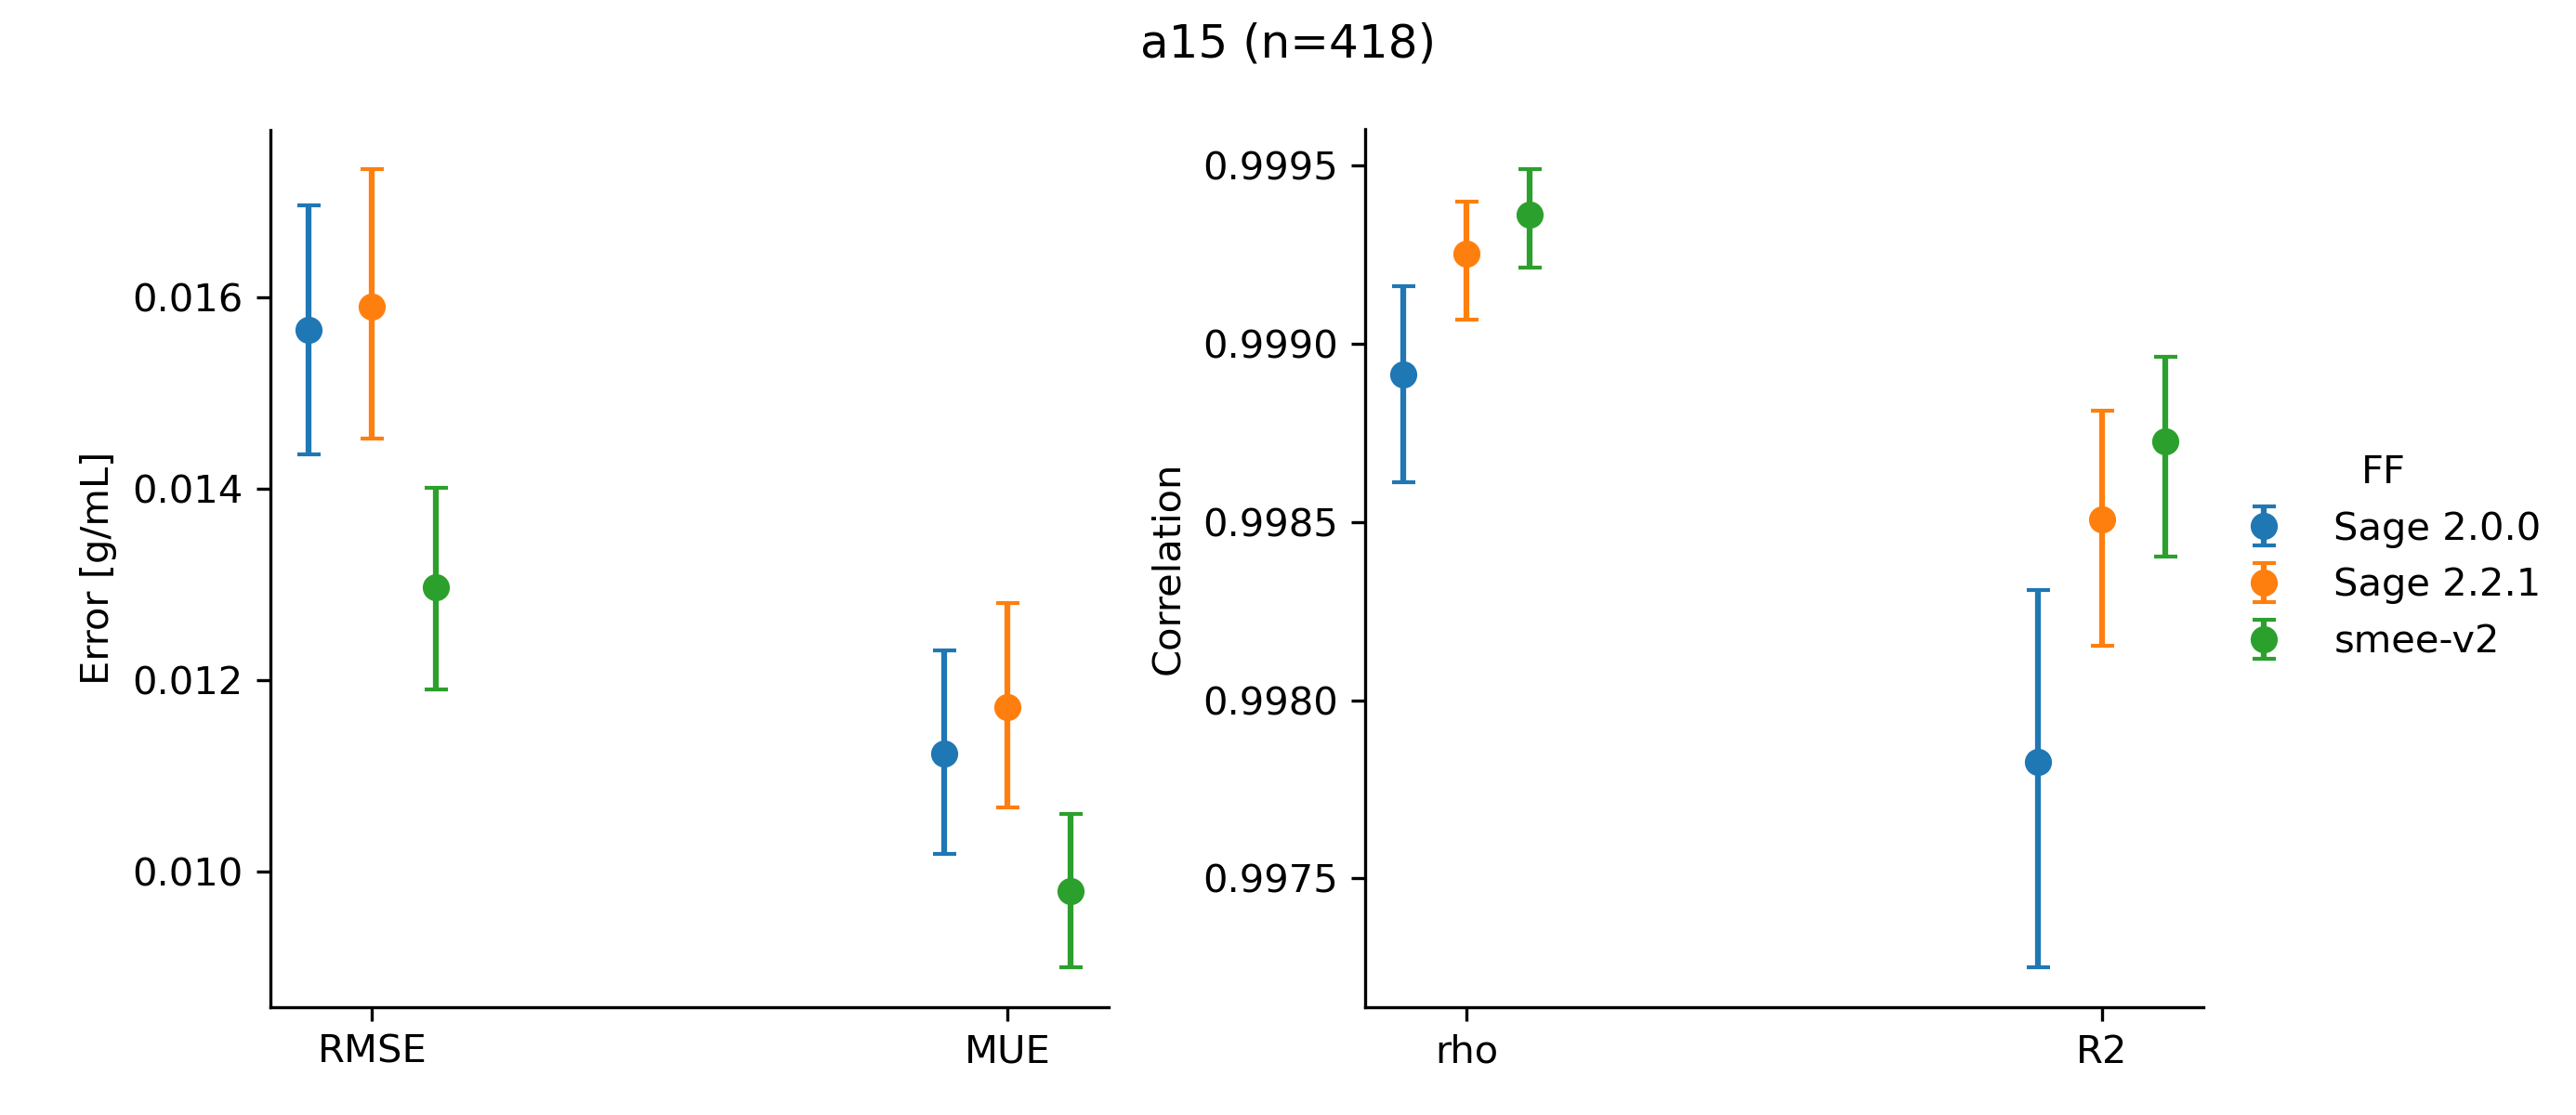 a15 (n=418)
Error [g/mL]
0.016
0.014
0.012
0.010
RMSE
MUE
Correlation
0.9995
0.9990
0.9985
0.9980
0.9975
rho
R2
FF
Sage 2.0.0
Sage 2.2.1
smee-v2